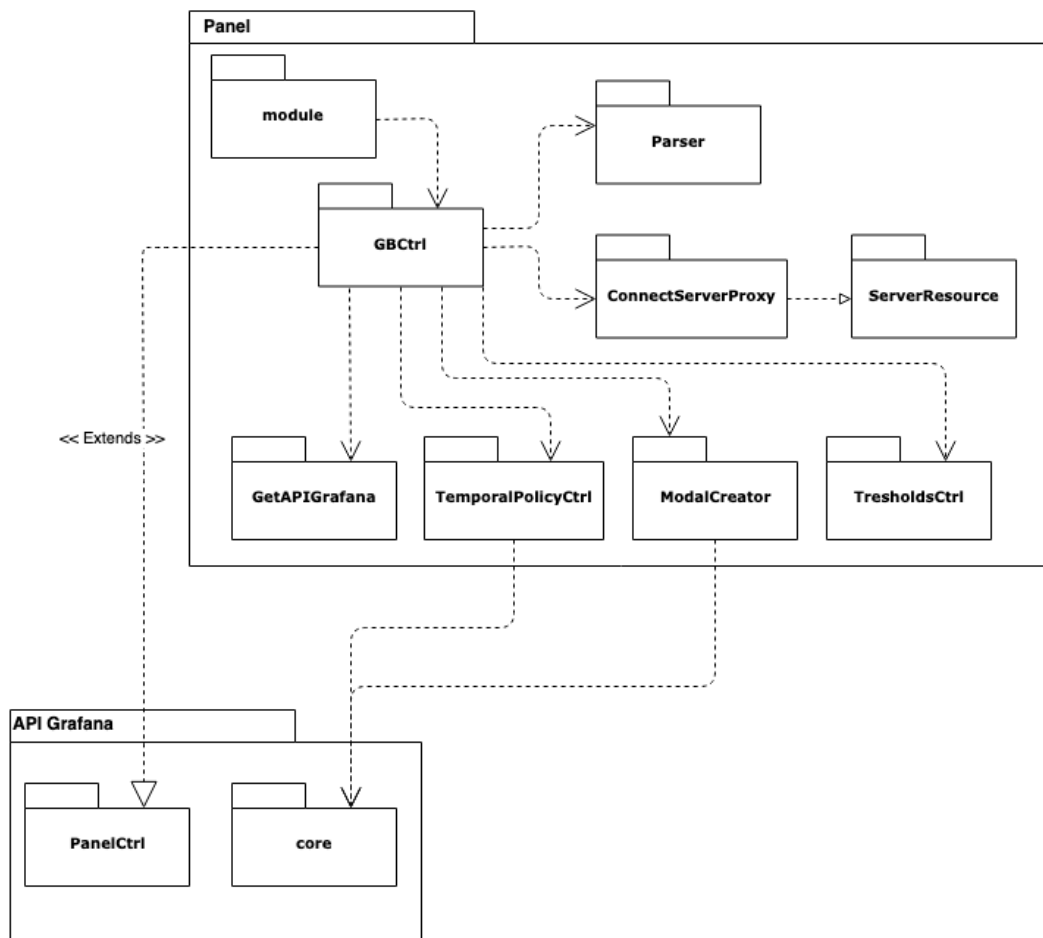 Panel
module
Parser
GBCtrl
ConnectServerProxy
ServerResource
<< Extends >>
GetAPIGrafana
TemporalPolicyCtrl
ModalCreator
TresholdsCtrl
API Grafana
PanelCtrl
core